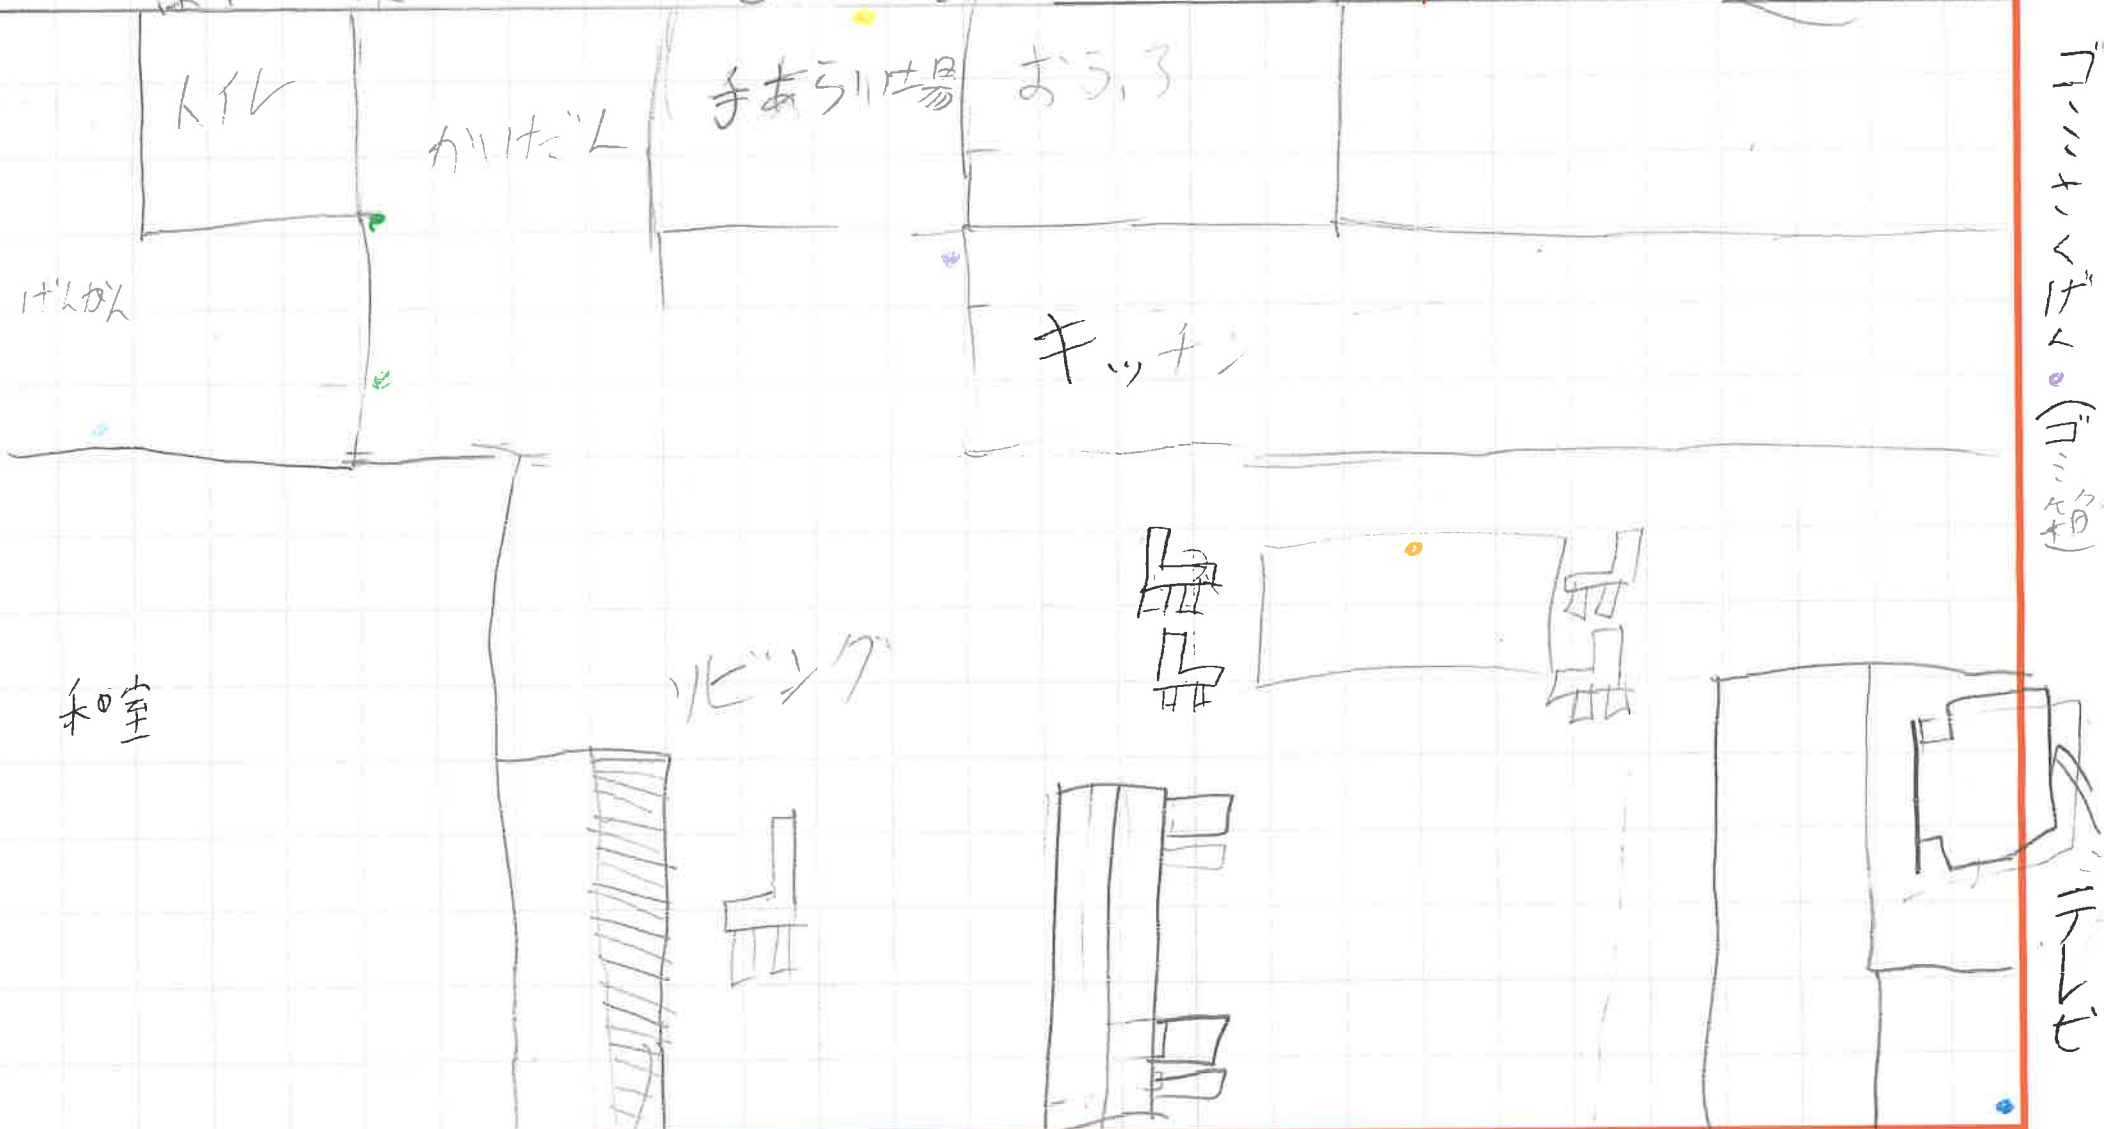 トイレ
かいだん
手あらい場
おふろ
げんかん
キッチン
リビング
和室
ゴミさくげん・(ゴミ箱)
テレビ